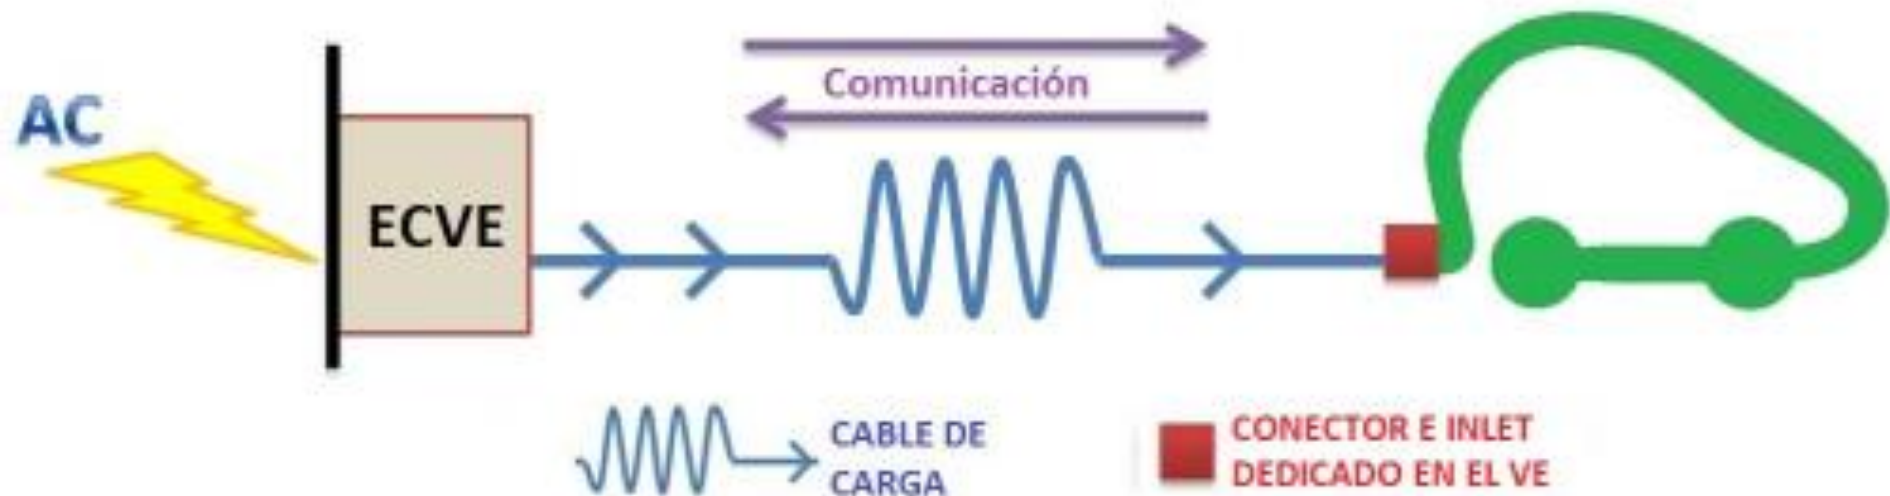 Comunicación
AC
ECVE
CABLE DE
CARGA
CONECTOR E INLET
DEDICADO EN EL VE